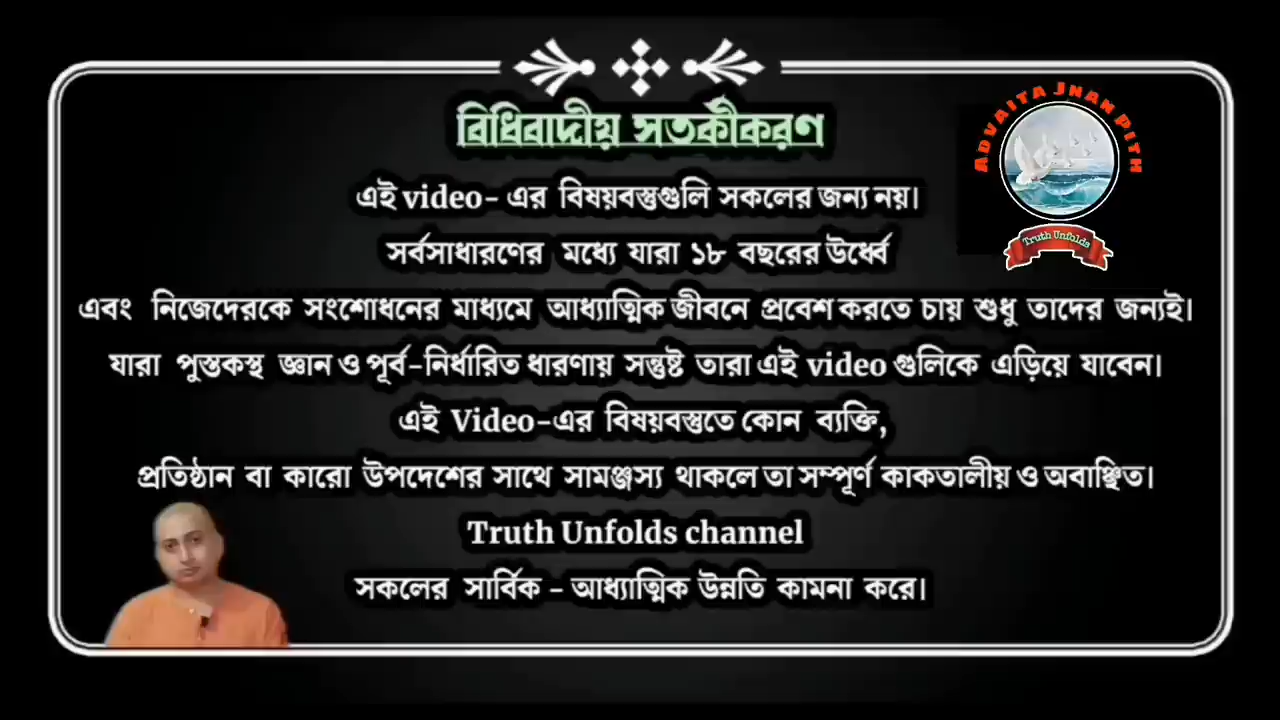 বিধিবাদীয় সতর্কীকরণ
ADVAITA JNAN PITH
Truth Unfolds
এই video- এর বিষয়বস্তুগুলি সকলের জন্য নয়।
সর্বসাধারণের মধ্যে যারা ১৮ বছরের উর্ধ্বে
এবং নিজেদেরকে সংশোধনের মাধ্যমে আধ্যাত্মিক জীবনে প্রবেশ করতে চায় শুধু তাদের জন্যই।
যারা পুস্তকস্থ জ্ঞান ও পূর্ব-নির্ধারিত ধারণায় সন্তুষ্ট তারা এই video গুলিকে এড়িয়ে যাবেন।
এই Video-এর বিষয়বস্তুতে কোন ব্যক্তি,
প্রতিষ্ঠান বা কারো উপদেশের সাথে সামঞ্জস্য থাকলে তা সম্পূর্ণ কাকতালীয় ও অবাঞ্ছিত।
Truth Unfolds channel
সকলের সার্বিক - আধ্যাত্মিক উন্নতি কামনা করে।